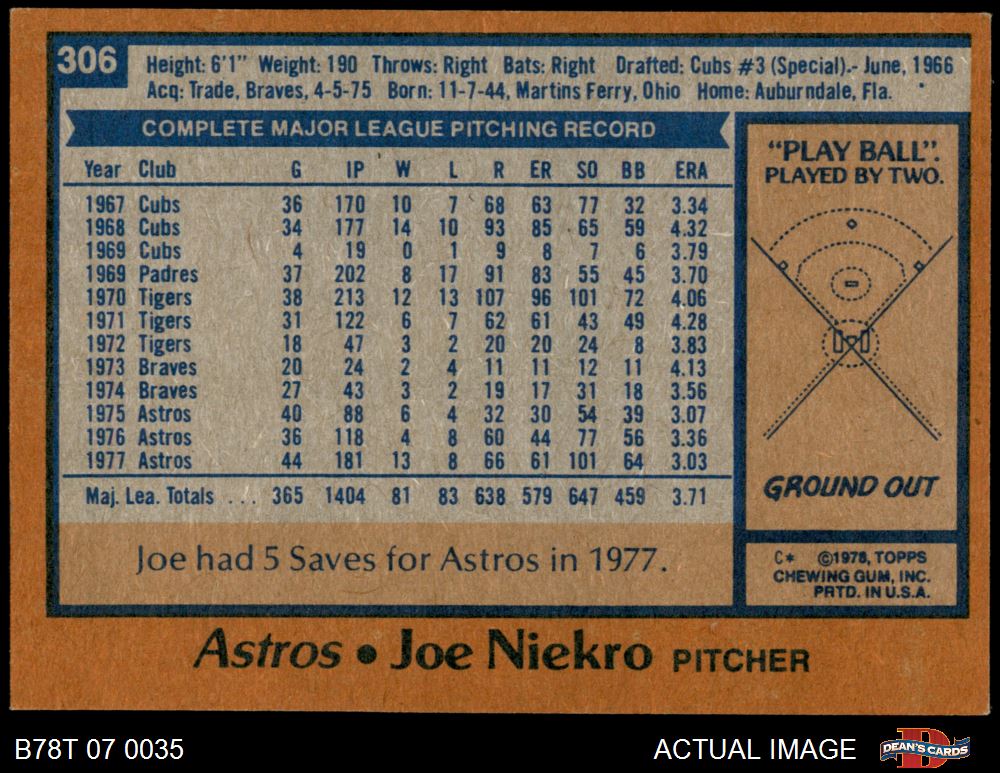 306
Height: 6'1" Weight: 190 Throws: Right Bats: Right Drafted: Cubs #3 (Special)- June, 1966
Acq: Trade, Braves, 4-5-75 Born: 11-7-44, Martins Ferry, Ohio Home: Auburndale, Fla.
COMPLETE MAJOR LEAGUE PITCHING RECORD
Year Club G IP W L R ER SO BB ERA
1967 Cubs 36 170 10 7 68 63 77 32 3.34
1968 Cubs 34 177 14 10 93 85 65 59 4.32
1969 Cubs 4 19 0 1 9 8 7 6 3.79
1969 Padres 37 202 8 17 91 83 55 45 3.70
1970 Tigers 38 213 12 13 107 96 101 72 4.06
1971 Tigers 31 122 6 7 62 61 43 49 4.28
1972 Tigers 18 47 3 2 20 20 24 8 3.83
1973 Braves 20 24 2 4 11 11 12 11 4.13
1974 Braves 27 43 3 2 19 17 31 18 3.56
1975 Astros 40 88 6 4 32 30 54 39 3.07
1976 Astros 36 118 4 8 60 44 77 56 3.36
1977 Astros 44 181 13 8 66 61 101 64 3.03
Maj. Lea. Totals ... 365 1404 81 83 638 579 647 459 3.71
Joe had 5 Saves for Astros in 1977.
"PLAY BALL".
PLAYED BY TWO.
GROUND OUT
C* ©1978, TOPPS
CHEWING GUM, INC.
PRTD. IN U.S.A.
Astros • Joe Niekro PITCHER
B78T 07 0035
ACTUAL IMAGE
DEAN'S CARDS